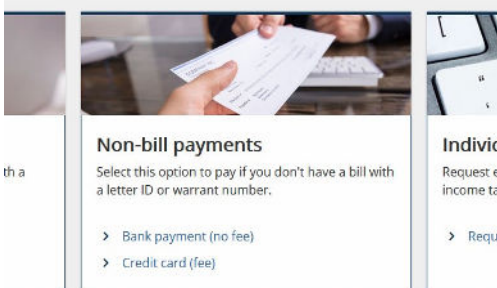 th a
Non-bill payments
Select this option to pay if you don't have a bill with
a letter ID or warrant number.
Bank payment (no fee)
Credit card (fee)
Individ
Request e
income ta
Requ